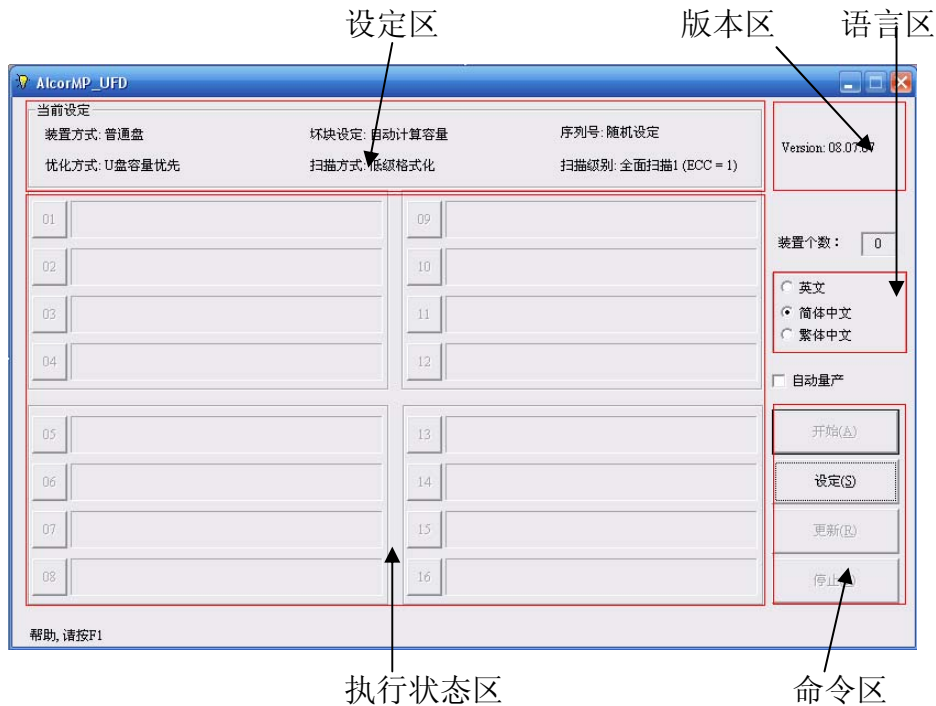 设定区 版本区 语言区
AlcorMP_UFD
当前设定
装置方式: 普通盘 坏块设定: 自动计算容量 序列号: 随机设定
优化方式: U盘容量优先 扫描方式: 低级格式化 扫描级别: 全面扫描1 (ECC = 1)
Version: 08.07.07
01 09
02 10
03 11
04 12
装置个数: 0
英文
简体中文
繁体中文
自动量产
05 13
06 14
07 15
08 16
开始(A)
设定(S)
更新(R)
停止
帮助, 请按F1
执行状态区 命令区